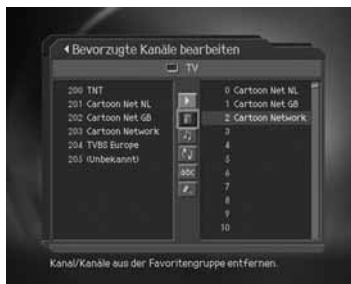 Bevorzugte Kanäle bearbeiten
TV
200 TNT
201 Cartoon Net NL
202 Cartoon Net GB
203 Cartoon Network
204 TVBS Europe
205 (Unbekannt)
abc
0 Cartoon Net NL
1 Cartoon Net GB
2 Cartoon Network
3
4
5
6
7
8
9
10
Kanal/Kanäle aus der Favoritengruppe entfernen.